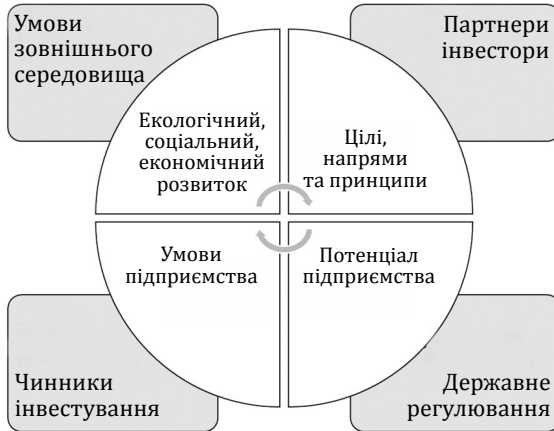 Умови
зовнішнього
середовища
Партнери
інвестори
Екологічний,
соціальний,
економічний
розвиток
Цілі,
напрями
та принципи
Умови
підприємства
Потенціал
підприємства
Чинники
інвестування
Державне
регулювання